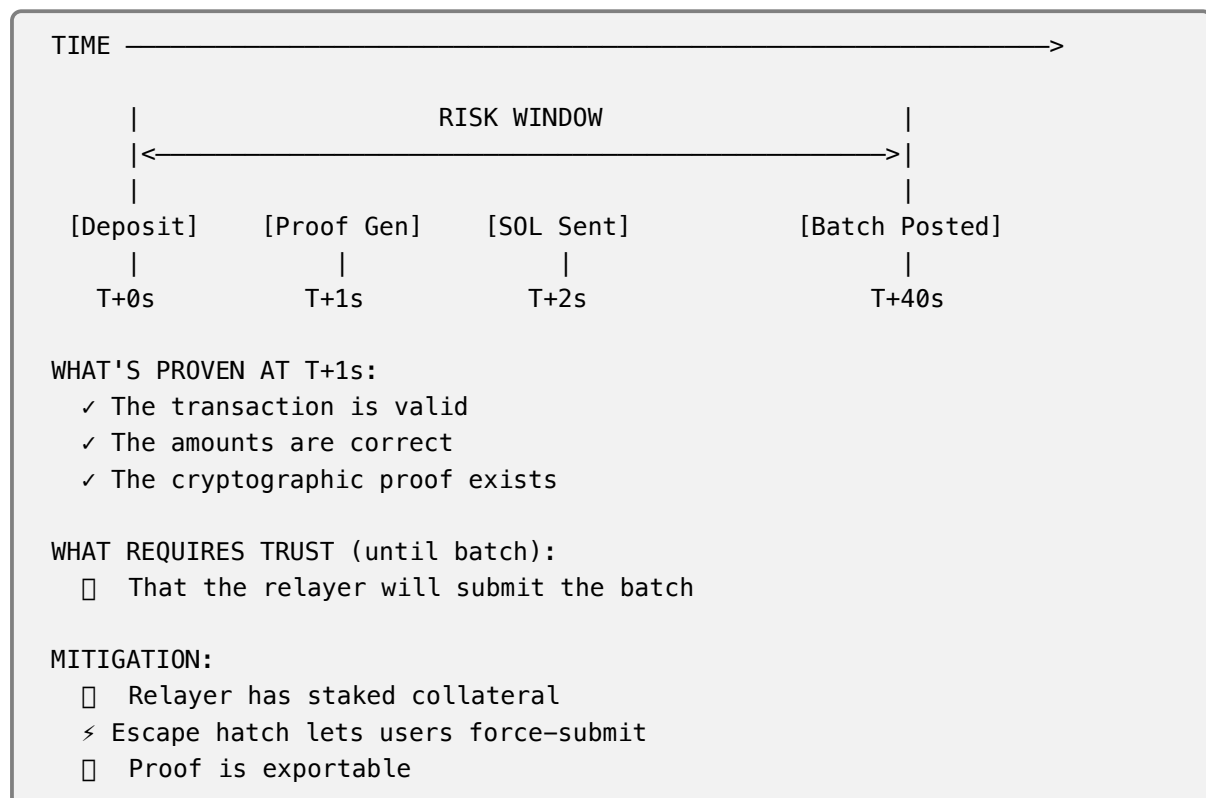 TIME ————————————————————————————————>
| RISK WINDOW |
|<————————————————————————>|
| |
[Deposit] [Proof Gen] [SOL Sent] [Batch Posted]
| | | |
T+0s T+1s T+2s T+40s
WHAT'S PROVEN AT T+1s:
✓ The transaction is valid
✓ The amounts are correct
✓ The cryptographic proof exists
WHAT REQUIRES TRUST (until batch):
▯ That the relayer will submit the batch
MITIGATION:
▯ Relayer has staked collateral
⚡ Escape hatch lets users force–submit
▯ Proof is exportable